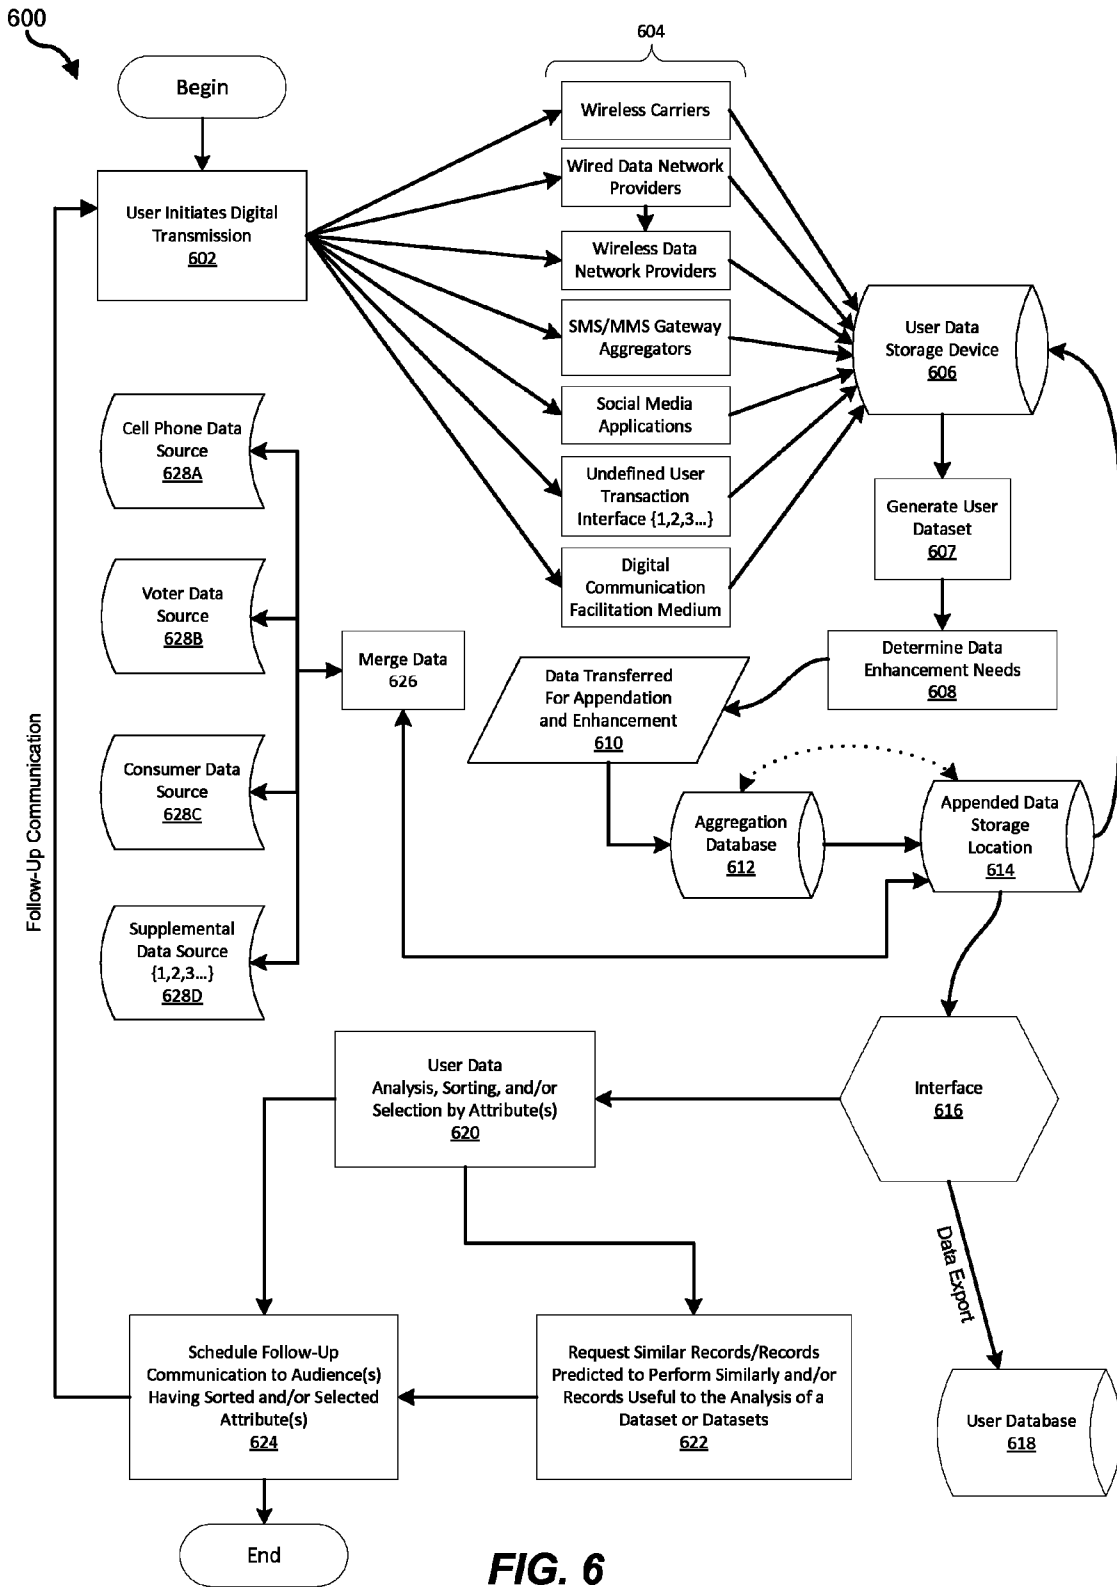 600
Begin
User Initiates Digital
Transmission
602
604
Wireless Carriers
Wired Data Network
Providers
Wireless Data
Network Providers
SMS/MMS Gateway
Aggregators
Social Media
Applications
Undefined User
Transaction
Interface {1,2,3...}
Digital
Communication
Facilitation Medium
User Data
Storage Device
606
Generate User
Dataset
607
Determine Data
Enhancement Needs
608
Data Transferred
For Appendation
and Enhancement
610
Aggregation
Database
612
Appended Data
Storage
Location
614
Cell Phone Data
Source
628A
Voter Data
Source
628B
Consumer Data
Source
628C
Supplemental
Data Source
{1,2,3...}
628D
Merge Data
626
Follow-Up Communication
Interface
616
User Data
Analysis, Sorting, and/or
Selection by Attribute(s)
620
Data Export
Schedule Follow-Up
Communication to Audience(s)
Having Sorted and/or Selected
Attribute(s)
624
Request Similar Records/Records
Predicted to Perform Similarly and/or
Records Useful to the Analysis of a
Dataset or Datasets
622
User Database
618
End
FIG. 6